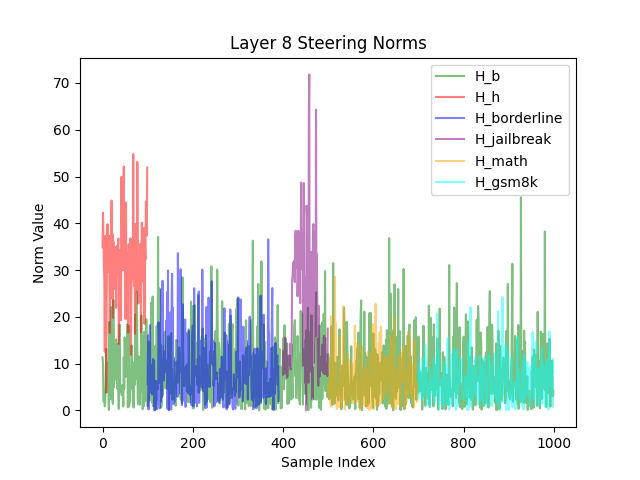 Layer 8 Steering Norms
Norm Value
70
60
50
40
30
20
10
0
H_b
H_h
H_borderline
H_jailbreak
H_math
H_gsm8k
0
200
400
600
800
1000
Sample Index